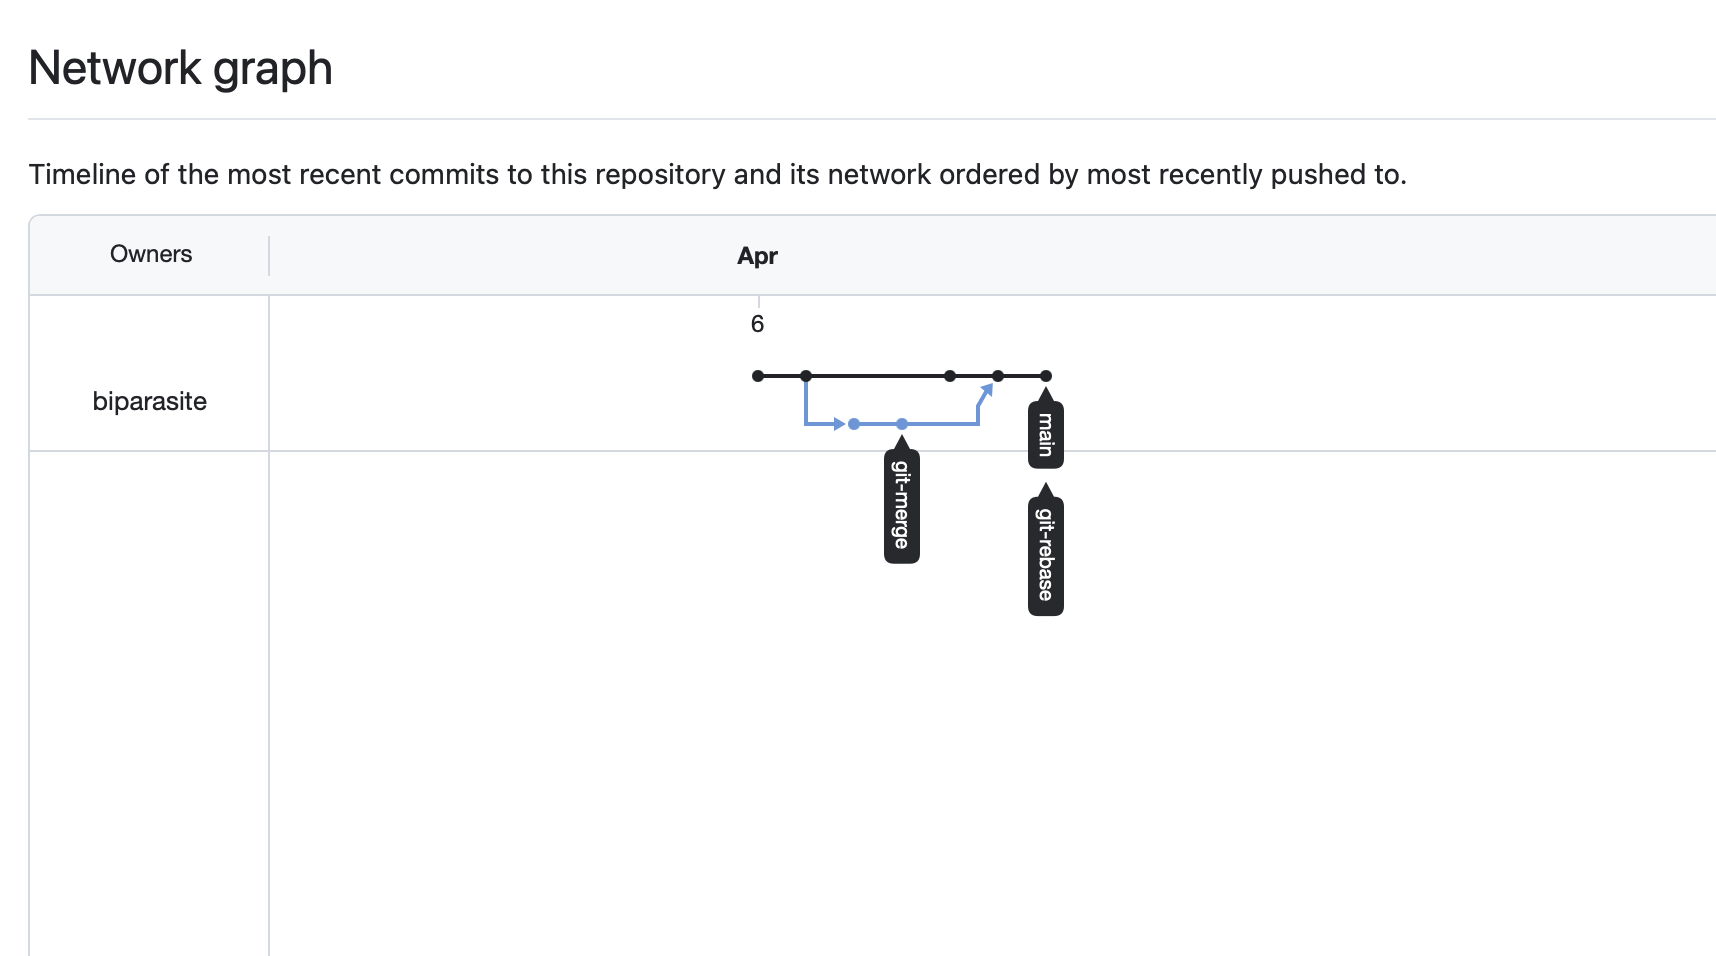 Network graph
Timeline of the most recent commits to this repository and its network ordered by most recently pushed to.
Owners
Apr
6
biparasite
main
git-merge
git-rebase